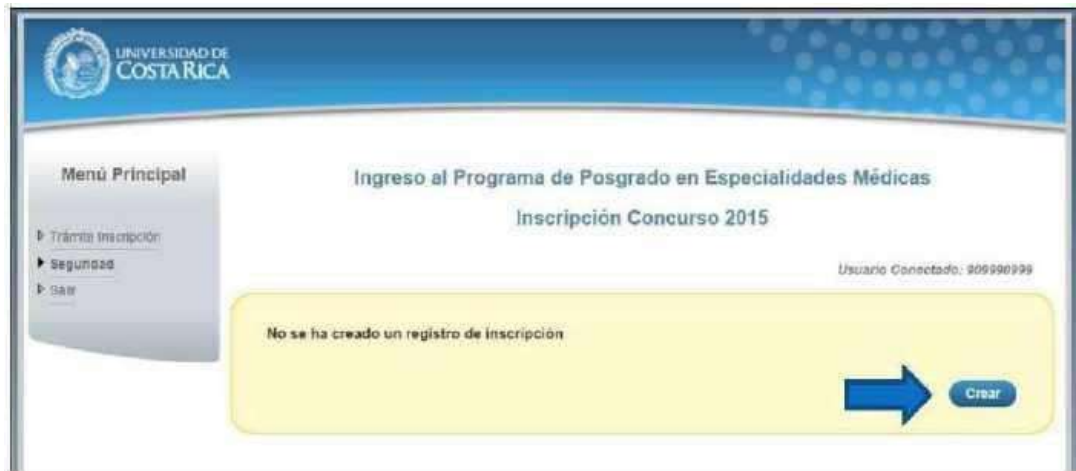 UNIVERSIDAD DE
COSTA RICA
Menú Principal
Trámite Inscripción
Seguridad
Salir
Ingreso al Programa de Posgrado en Especialidades Médicas
Inscripción Concurso 2015
Usuario Conectado: 909990999
No se ha creado un registro de inscripción
Crear